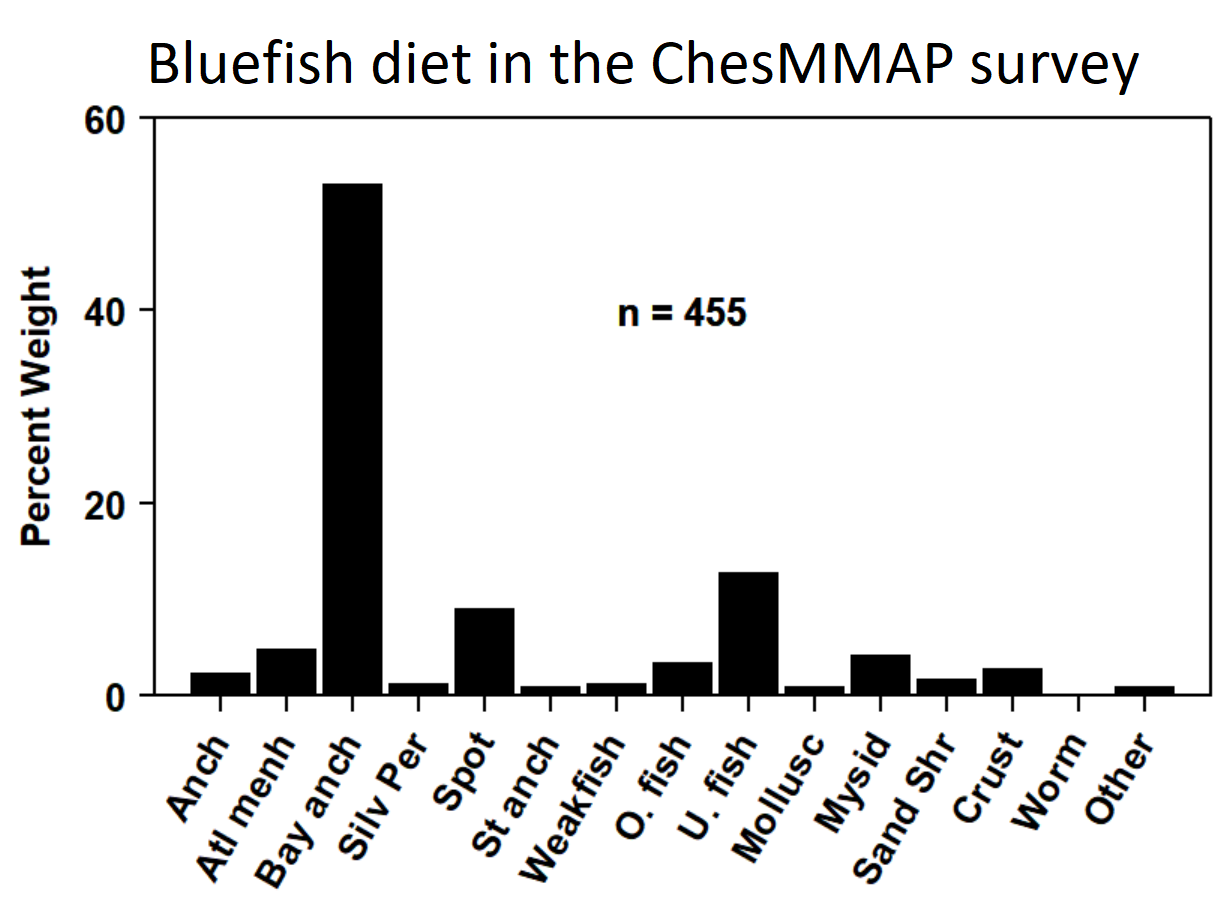 Bluefish diet in the ChesMMAP survey
60
40
20
0
Percent Weight
n = 455
Anch
Atl menh
Bay anch
Silv Per
Spot
St anch
Weakfish
O. fish
U. fish
Mollusc
Mysid
Sand Shr
Crust
Worm
Other